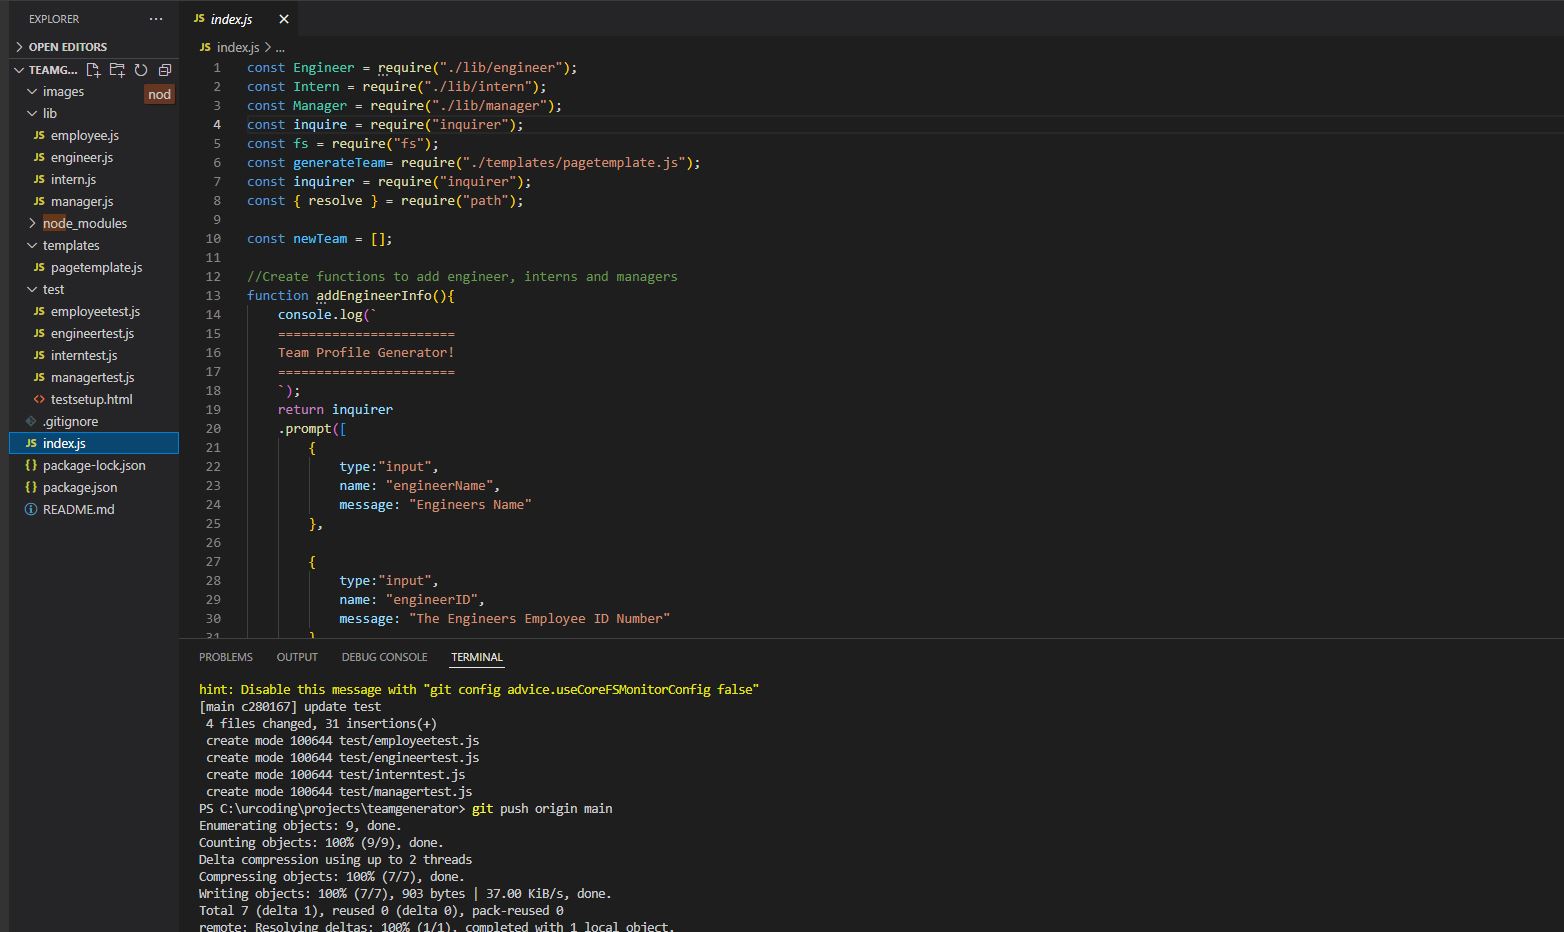 EXPLORER ···
OPEN EDITORS
TEAMG...
images
nod
lib
JS employee.js
JS engineer.js
JS intern.js
JS manager.js
node_modules
templates
JS pagetemplate.js
test
JS employeetest.js
JS engineertest.js
JS interntest.js
JS managertest.js
<> testsetup.html
.gitignore
JS index.js
{} package-lock.json
{} package.json
README.md
JS index.js ×
JS index.js > ...
1 const Engineer = require("./lib/engineer");
2 const Intern = require("./lib/intern");
3 const Manager = require("./lib/manager");
4 const inquire = require("inquirer");
5 const fs = require("fs");
6 const generateTeam= require("./templates/pagetemplate.js");
7 const inquirer = require("inquirer");
8 const { resolve } = require("path");
9
10 const newTeam = [];
11
12 //Create functions to add engineer, interns and managers
13 function addEngineerInfo(){
14 console.log(`
15 =======================
16 Team Profile Generator!
17 =======================
18 `);
19 return inquirer
20 .prompt([
21 {
22 type:"input",
23 name: "engineerName",
24 message: "Engineers Name"
25 },
26
27 {
28 type:"input",
29 name: "engineerID",
30 message: "The Engineers Employee ID Number"
31 }
PROBLEMS OUTPUT DEBUG CONSOLE TERMINAL
hint: Disable this message with "git config advice.useCoreFSMonitorConfig false"
[main c280167] update test
4 files changed, 31 insertions(+)
create mode 100644 test/employeetest.js
create mode 100644 test/engineertest.js
create mode 100644 test/interntest.js
create mode 100644 test/managertest.js
PS C:\urcoding\projects\teamgenerator> git push origin main
Enumerating objects: 9, done.
Counting objects: 100% (9/9), done.
Delta compression using up to 2 threads
Compressing objects: 100% (7/7), done.
Writing objects: 100% (7/7), 903 bytes | 37.00 KiB/s, done.
Total 7 (delta 1), reused 0 (delta 0), pack-reused 0
remote: Resolving deltas: 100% (1/1), completed with 1 local object.